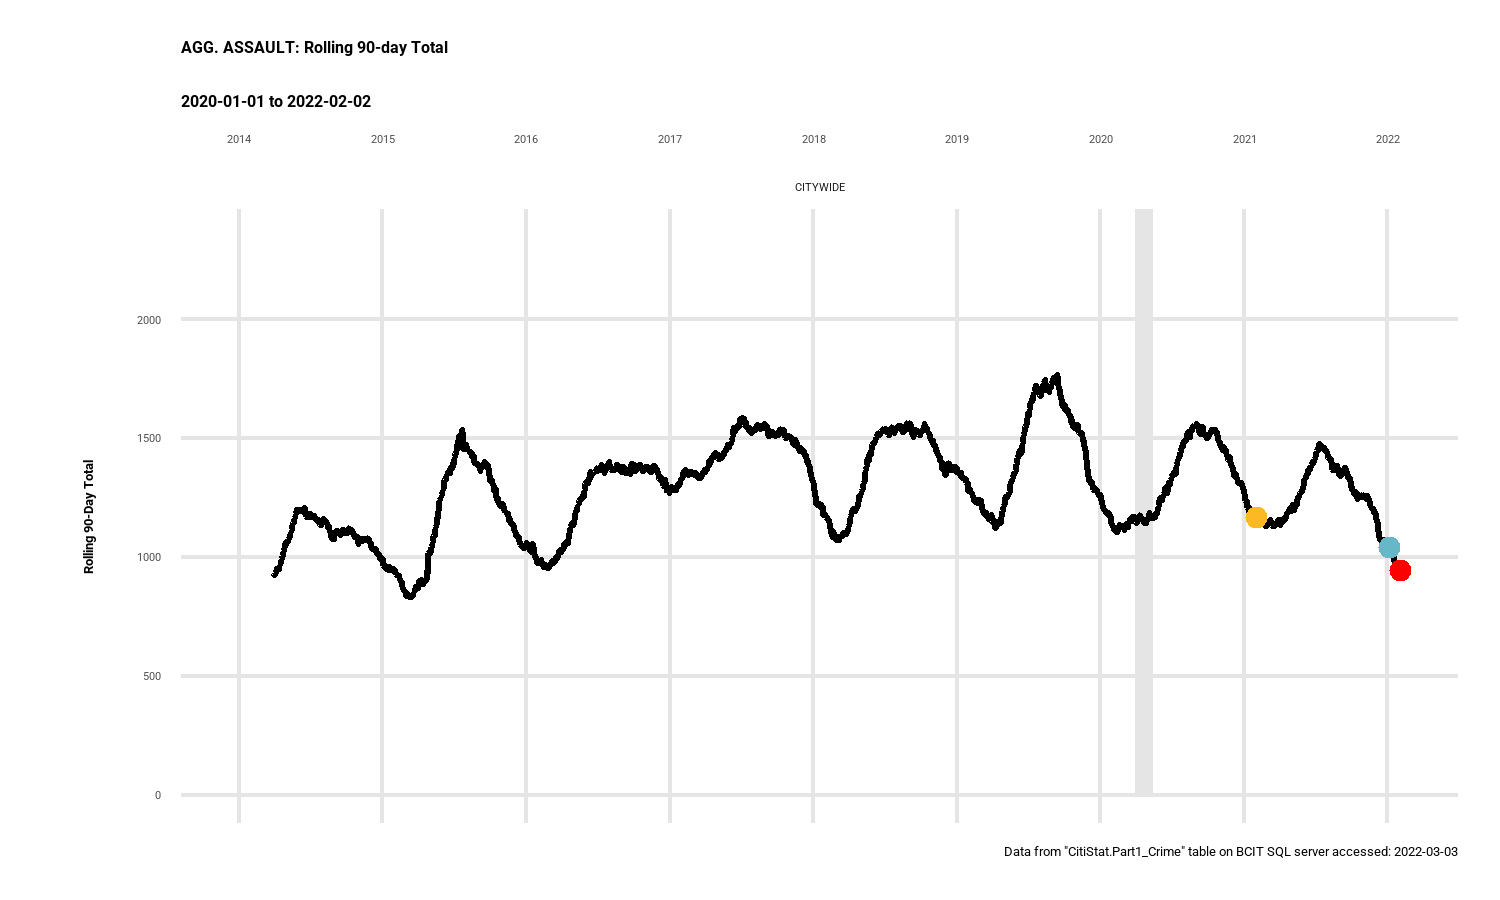 AGG. ASSAULT: Rolling 90-day Total
2020-01-01 to 2022-02-02
2014 2015 2016 2017 2018 2019 2020 2021 2022
CITYWIDE
2000
1500
1000
500
0
Rolling 90-Day Total
Data from "CitiStat.Part1_Crime" table on BCIT SQL server accessed: 2022-03-03